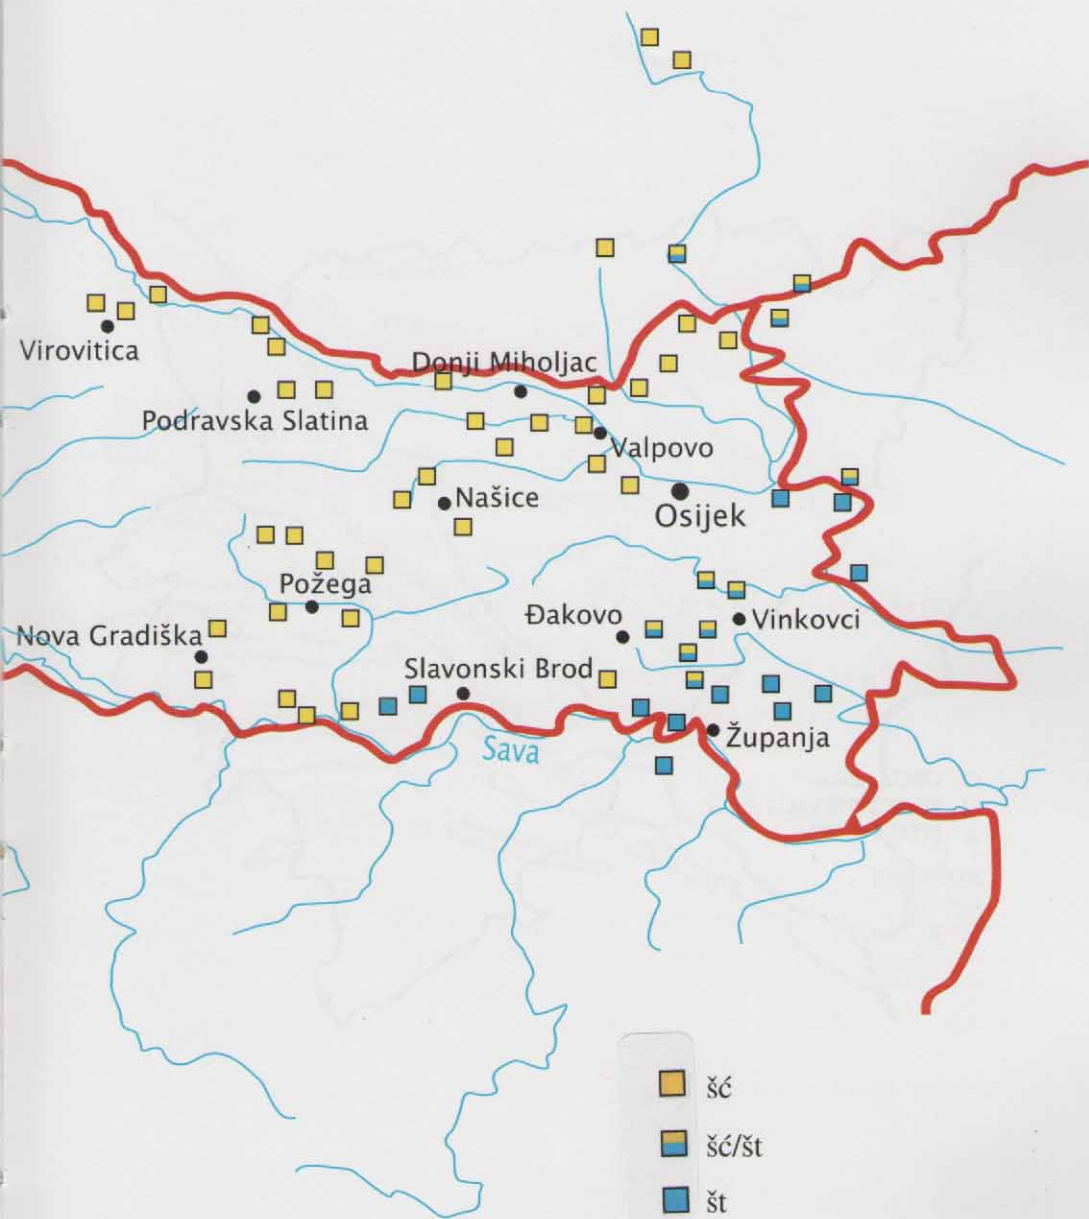 Virovitica
Donji Miholjac
Podravska Slatina
Valpovo
Našice
Osijek
Požega
Đakovo
Vinkovci
Nova Gradiška
Slavonski Brod
Županja
Sava
šć
šć/št
št